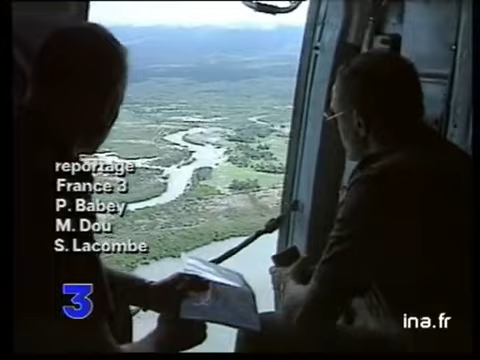 reportage
France 3
P. Babey
M. Dou
S. Lacombe
3
ina.fr